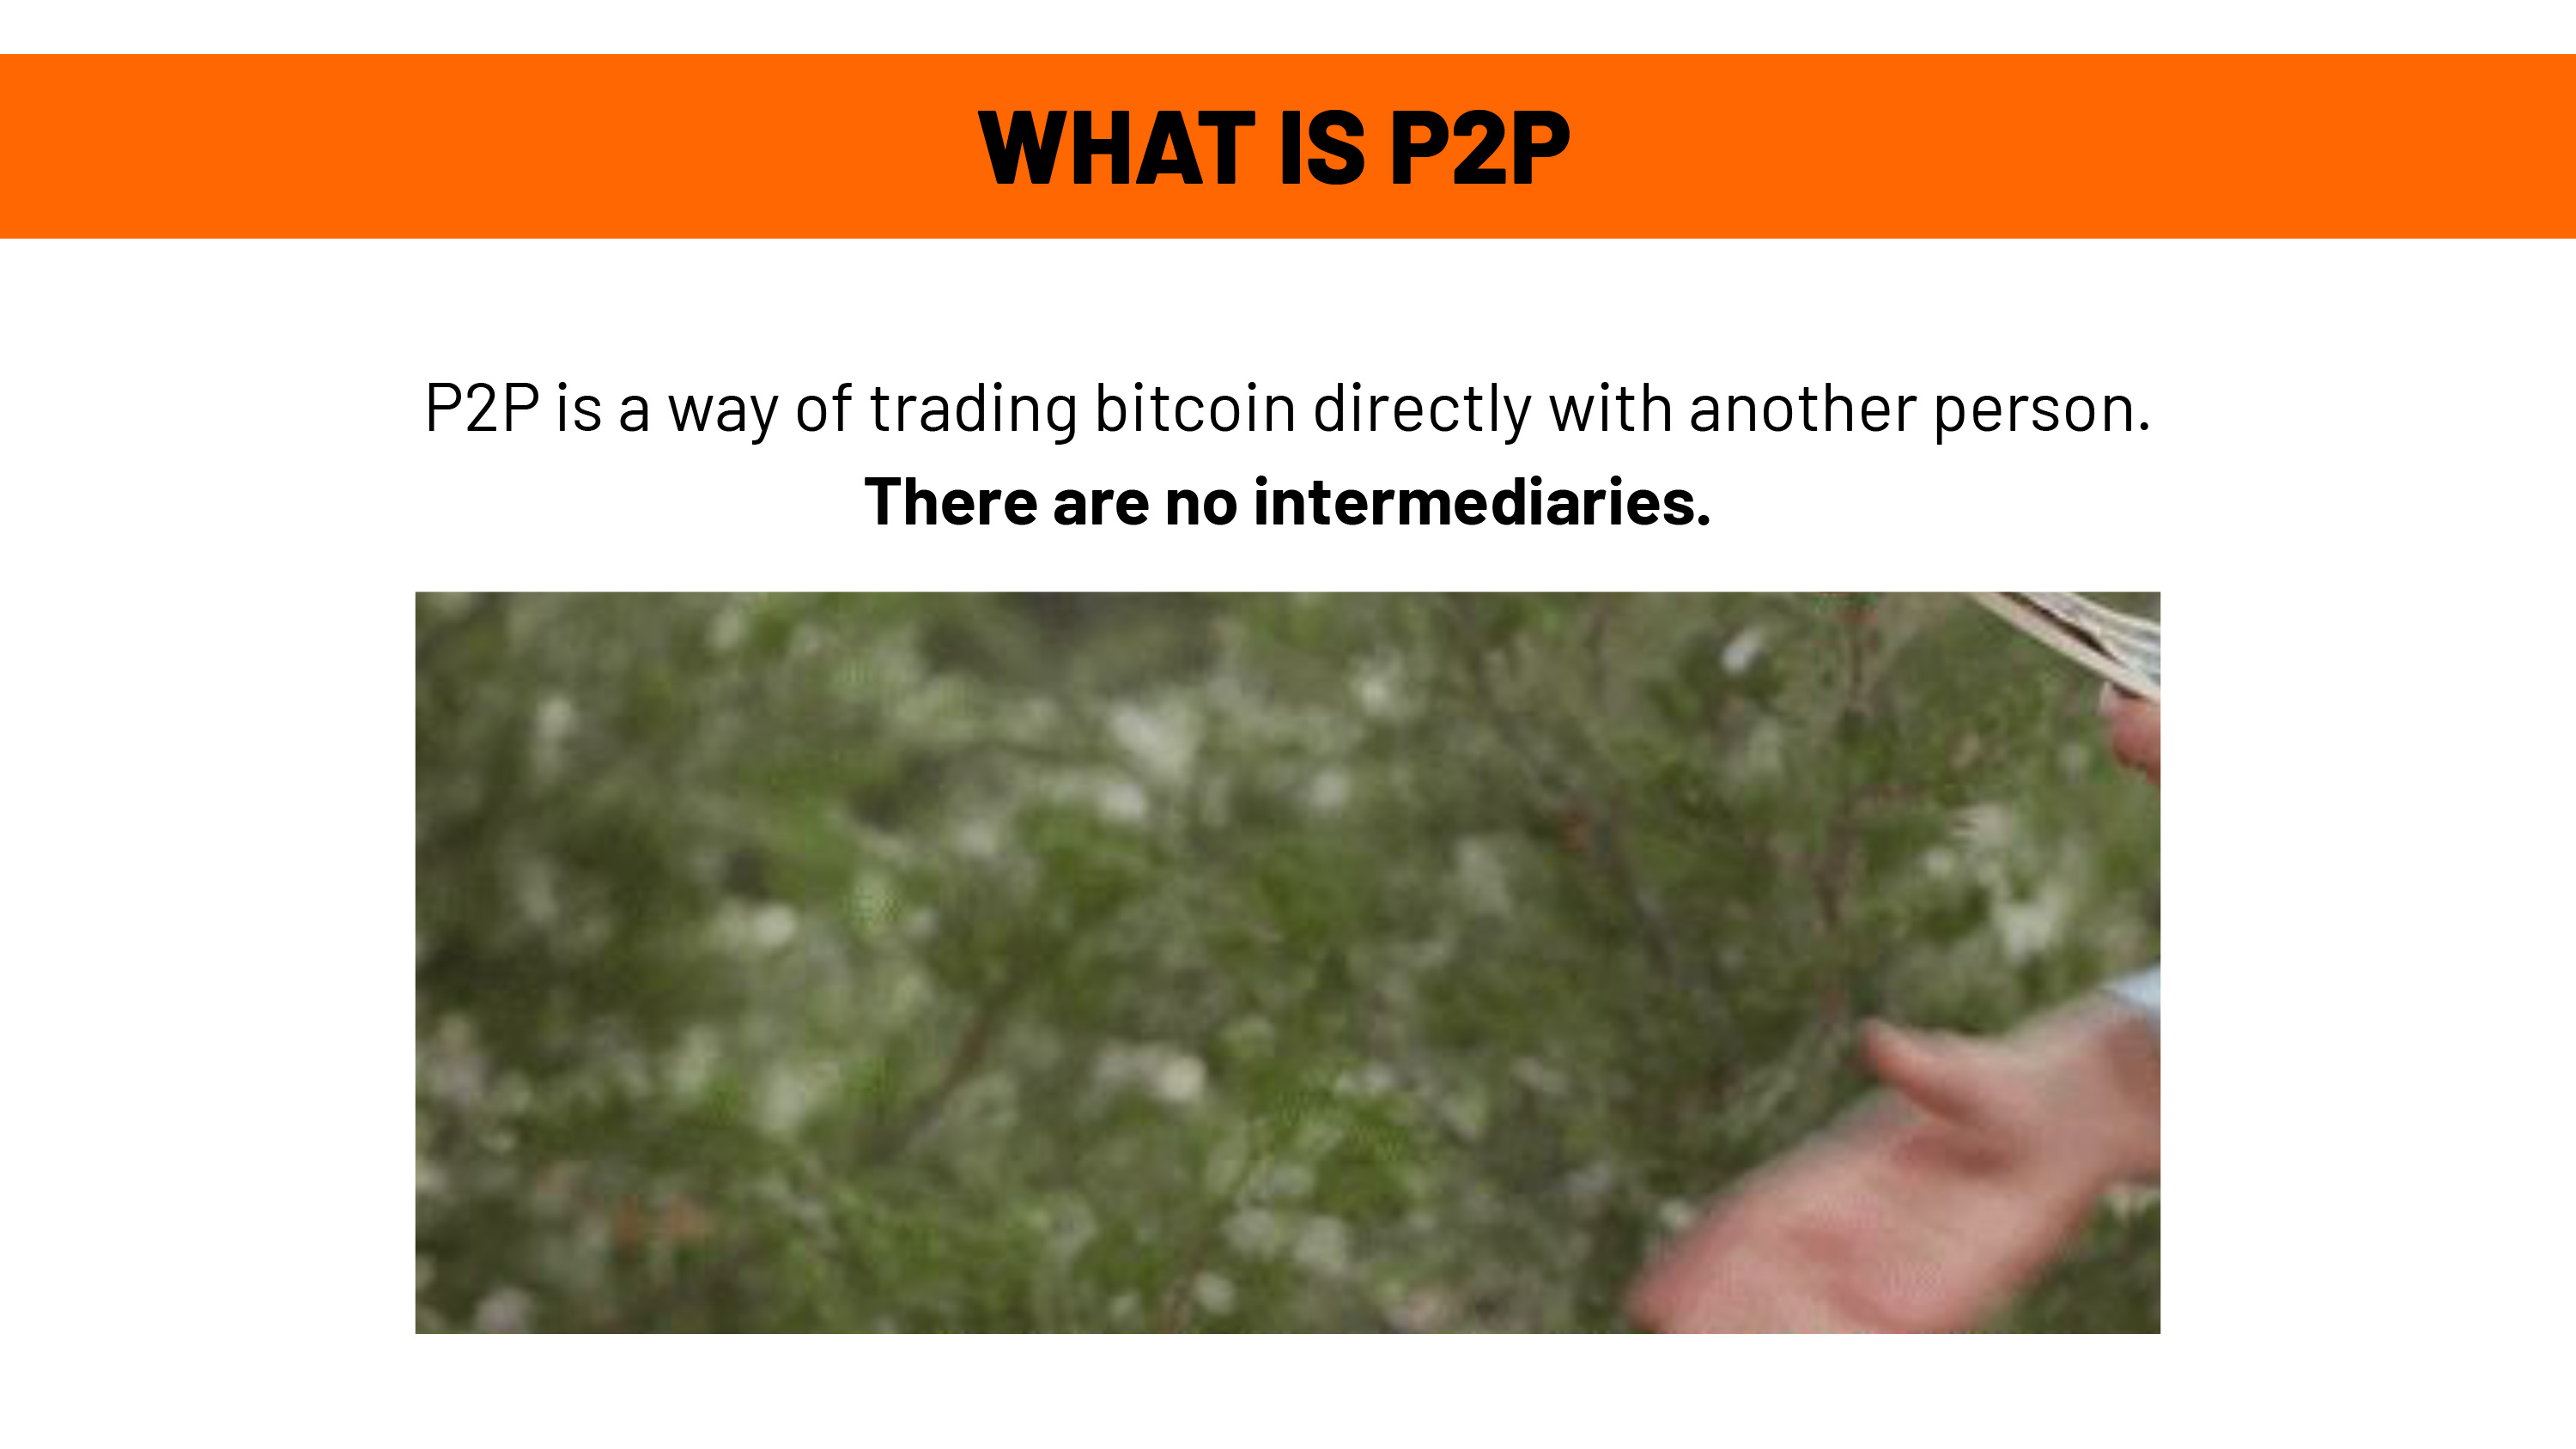 WHAT IS P2P
P2P is a way of trading bitcoin directly with another person.
There are no intermediaries.